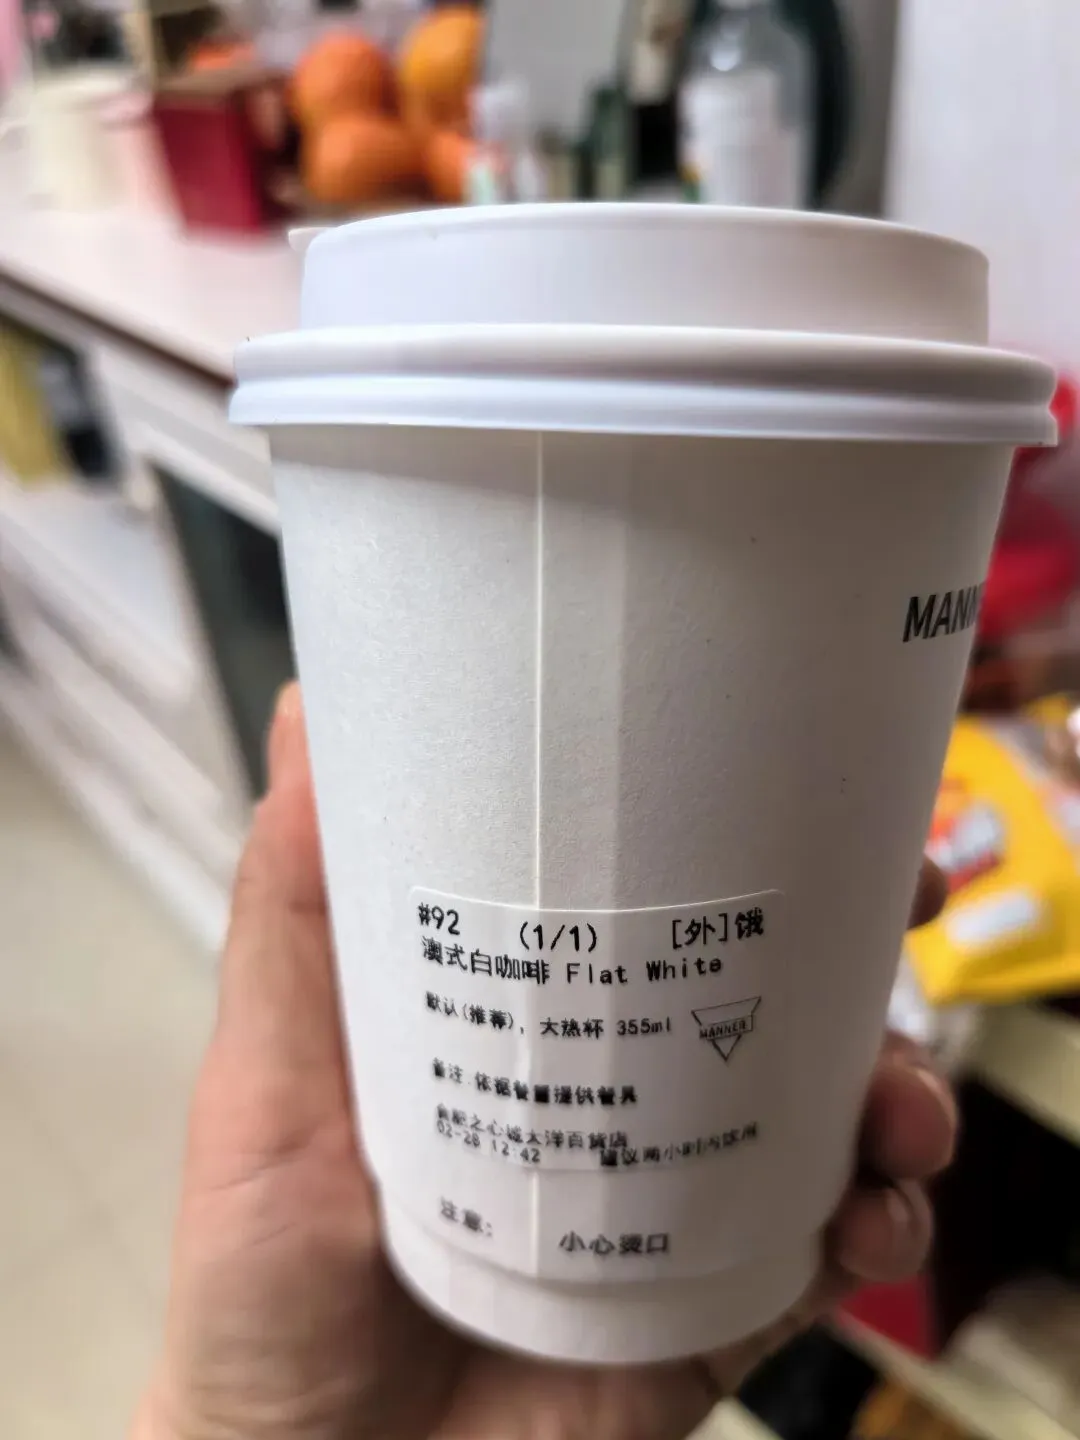 MANN
#92 (1/1) [外]饿
澳式白咖啡 Flat White
默认(推荐), 大热杯 355ml
MANNER
备注:依据餐量提供餐具
之心城太洋百货店
02-28 12:42 建议两小时内饮用
注意: 小心烫口